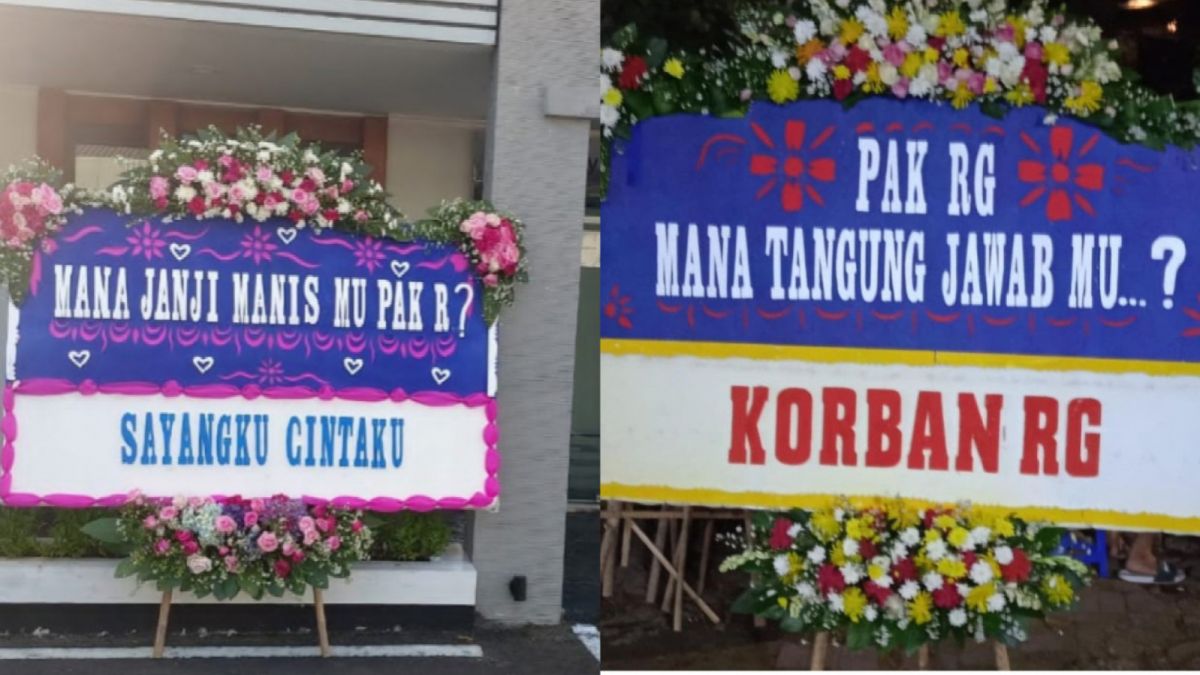 MANA JANJI MANIS MU PAK R?
SAYANGKU CINTAKU
PAK RG
MANA TANGUNG JAWAB MU...?
KORBAN RG